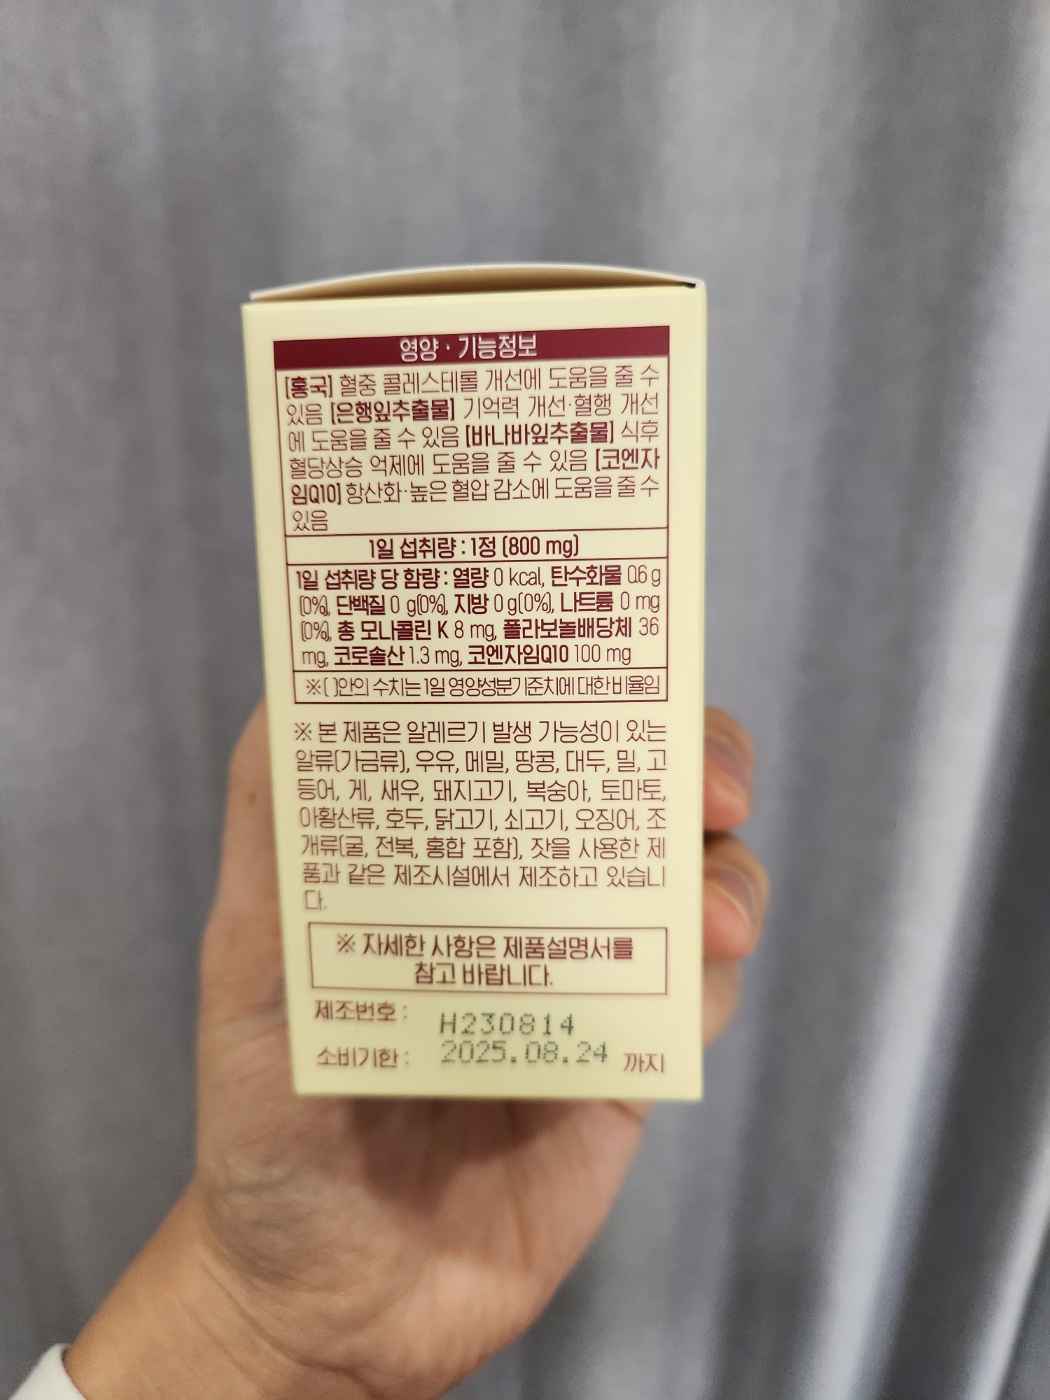 영양 · 기능정보
[홍국] 혈중 콜레스테롤 개선에 도움을 줄 수
있음 [은행잎추출물] 기억력 개선·혈행 개선
에 도움을 줄 수 있음 [바나바잎추출물] 식후
혈당상승 억제에 도움을 줄 수 있음 [코엔자
임Q10] 항산화·높은 혈압 감소에 도움을 줄 수
있음
1일 섭취량 : 1정 (800 mg)
1일 섭취량 당 함량 : 열량 0 kcal, 탄수화물 0.6 g
(0%), 단백질 0 g(0%), 지방 0 g(0%), 나트륨 0 mg
(0%), 총 모나콜린 K 8 mg, 플라보놀배당체 36
mg, 코로솔산 1.3 mg, 코엔자임Q10 100 mg
※( )안의 수치는 1일 영양성분기준치에 대한 비율임
※ 본 제품은 알레르기 발생 가능성이 있는
알류(가금류), 우유, 메밀, 땅콩, 대두, 밀, 고
등어, 게, 새우, 돼지고기, 복숭아, 토마토,
아황산류, 호두, 닭고기, 쇠고기, 오징어, 조
개류(굴, 전복, 홍합 포함), 잣을 사용한 제
품과 같은 제조시설에서 제조하고 있습니
다.
※ 자세한 사항은 제품설명서를
참고 바랍니다.
제조번호 : H230814
소비기한 : 2025.08.24 까지